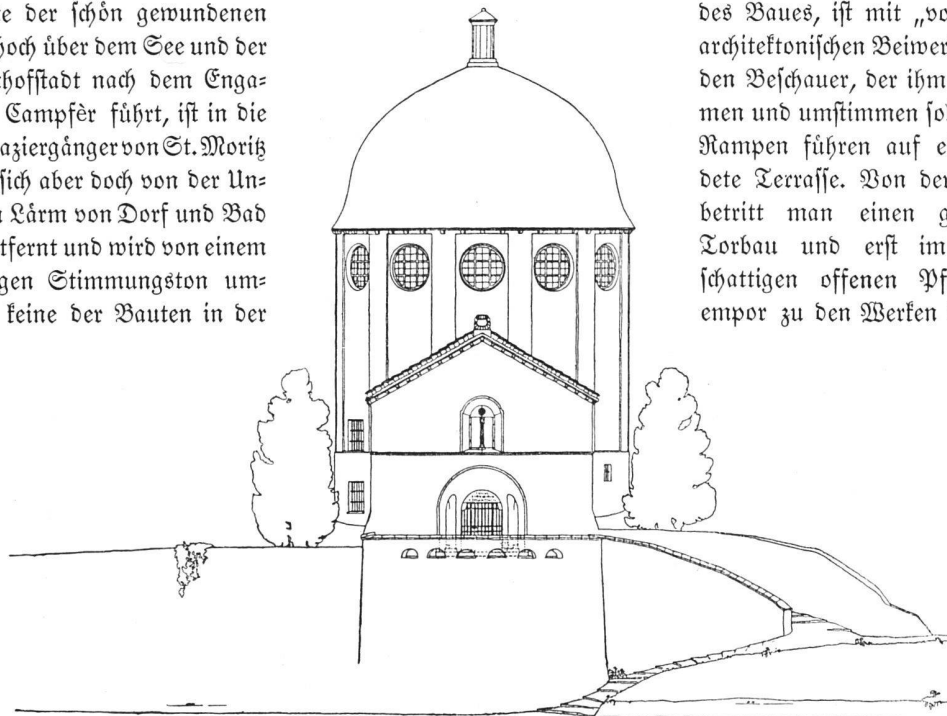 te der schön gewundenen
hoch über dem See und der
chofstadt nach dem Enga=
Campfèr führt, ist in die
aziergänger von St. Moritz
sich aber doch von der Un=
Lärm von Dorf und Bad
tfernt und wird von einem
gen Stimmungston um=
keine der Bauten in der
des Baues, ist mit „vo
architektonischen Beiwer
den Beschauer, der ihm
men und umstimmen sol
Rampen führen auf e
dete Terrasse. Von der
betritt man einen g
Torbau und erst im
schattigen offenen Pf
empor zu den Werken